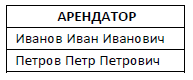 АРЕНДАТОР
Иванов Иван Иванович
Петров Петр Петрович